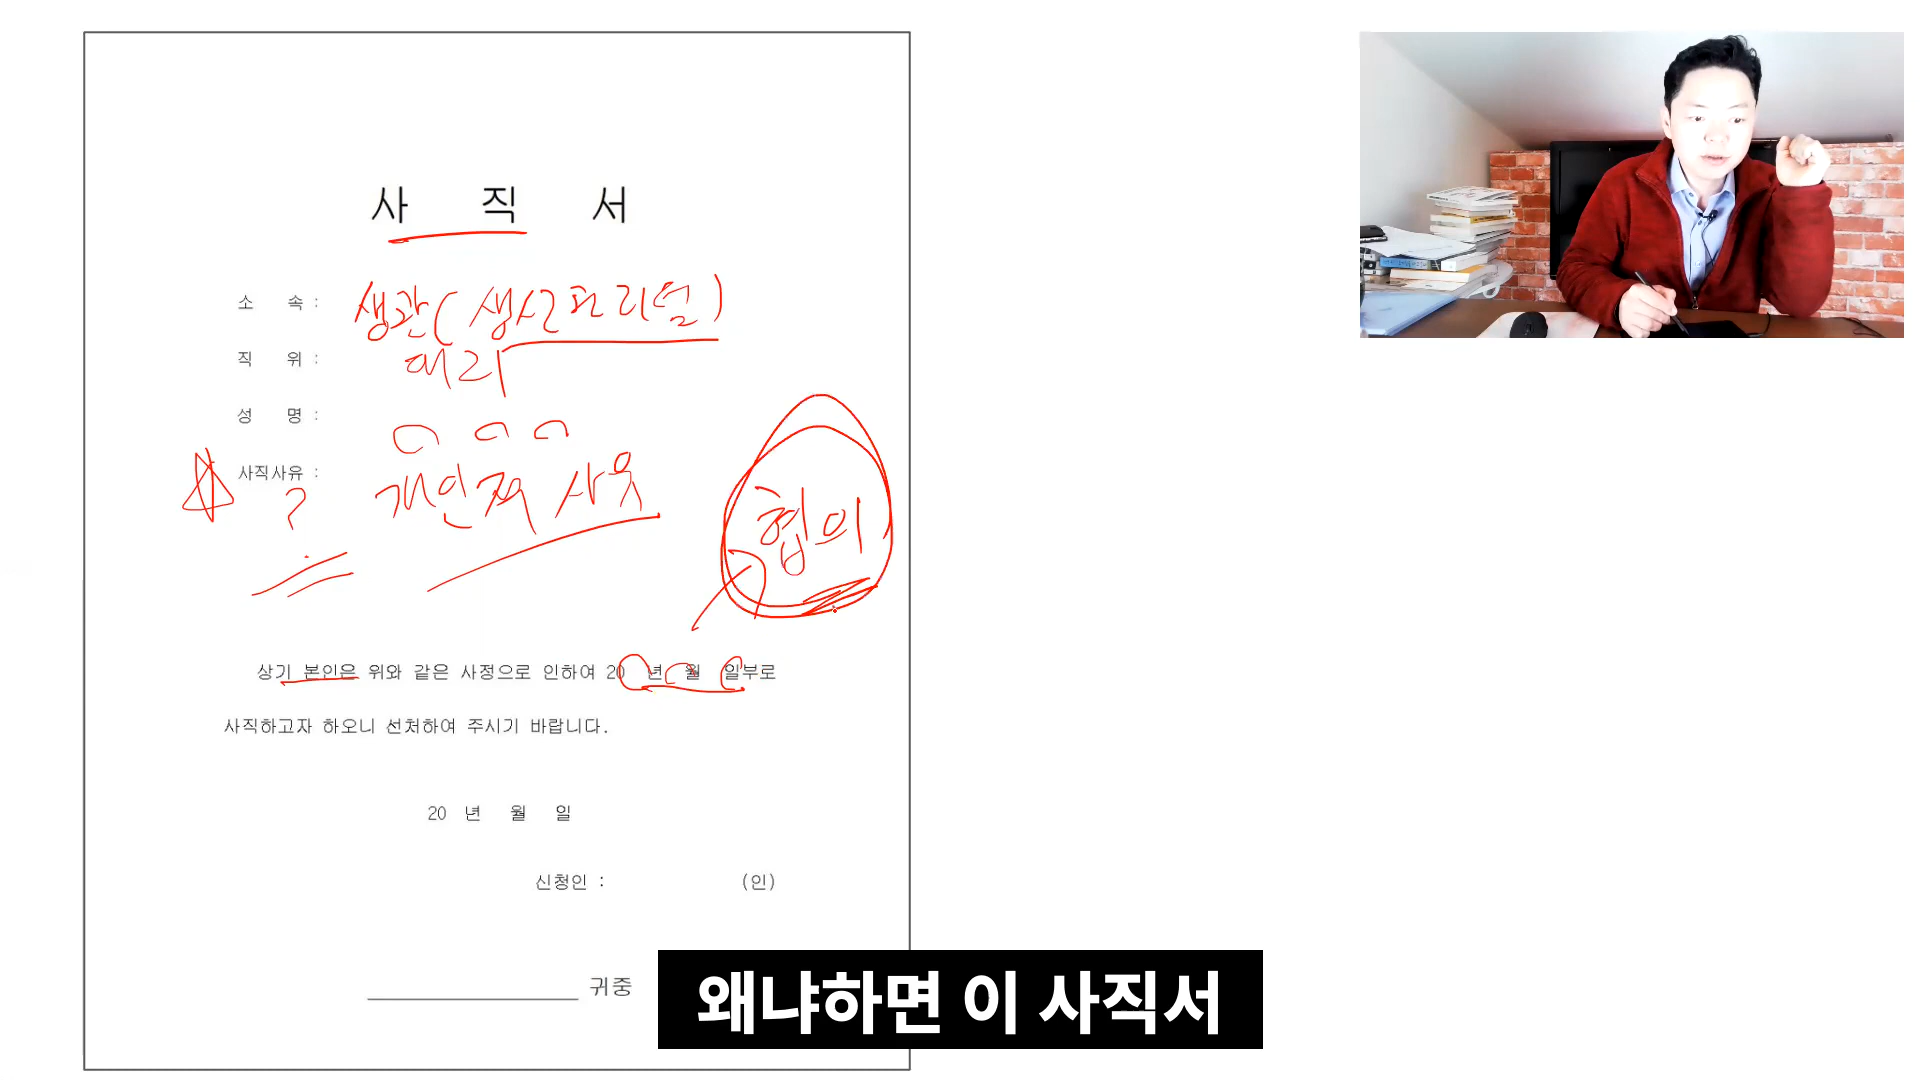 사 직 서
소 속 : 생관(생산관리팀)
직 위 : 대리
성 명 : ○○○
사직사유 : 개인적 사유
?
협의
상기 본인은 위와 같은 사정으로 인하여 20 년 월 일부로
사직하고자 하오니 선처하여 주시기 바랍니다.
20 년 월 일
신청인 : (인)
귀중
왜냐하면 이 사직서